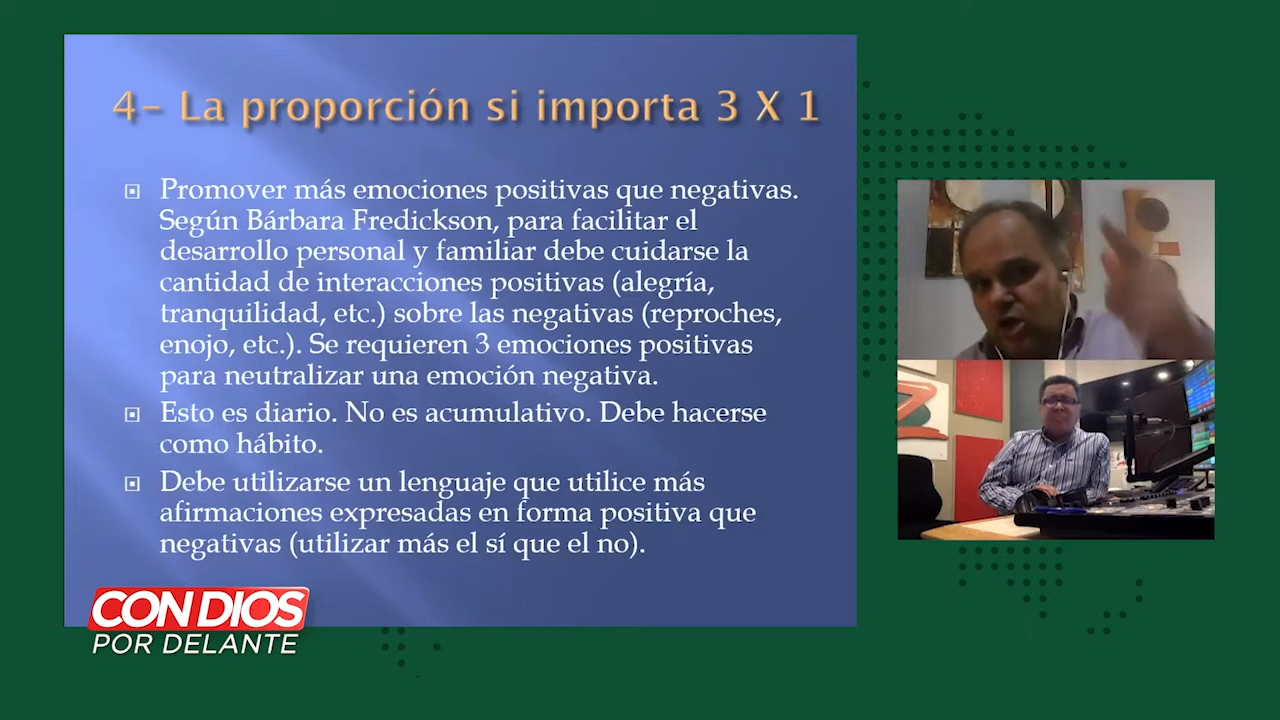 4- La proporción si importa 3 X 1
Promover más emociones positivas que negativas.
Según Bárbara Fredickson, para facilitar el
desarrollo personal y familiar debe cuidarse la
cantidad de interacciones positivas (alegría,
tranquilidad, etc.) sobre las negativas (reproches,
enojo, etc.). Se requieren 3 emociones positivas
para neutralizar una emoción negativa.
Esto es diario. No es acumulativo. Debe hacerse
como hábito.
Debe utilizarse un lenguaje que utilice más
afirmaciones expresadas en forma positiva que
negativas (utilizar más el sí que el no).
CON DIOS
POR DELANTE
Z